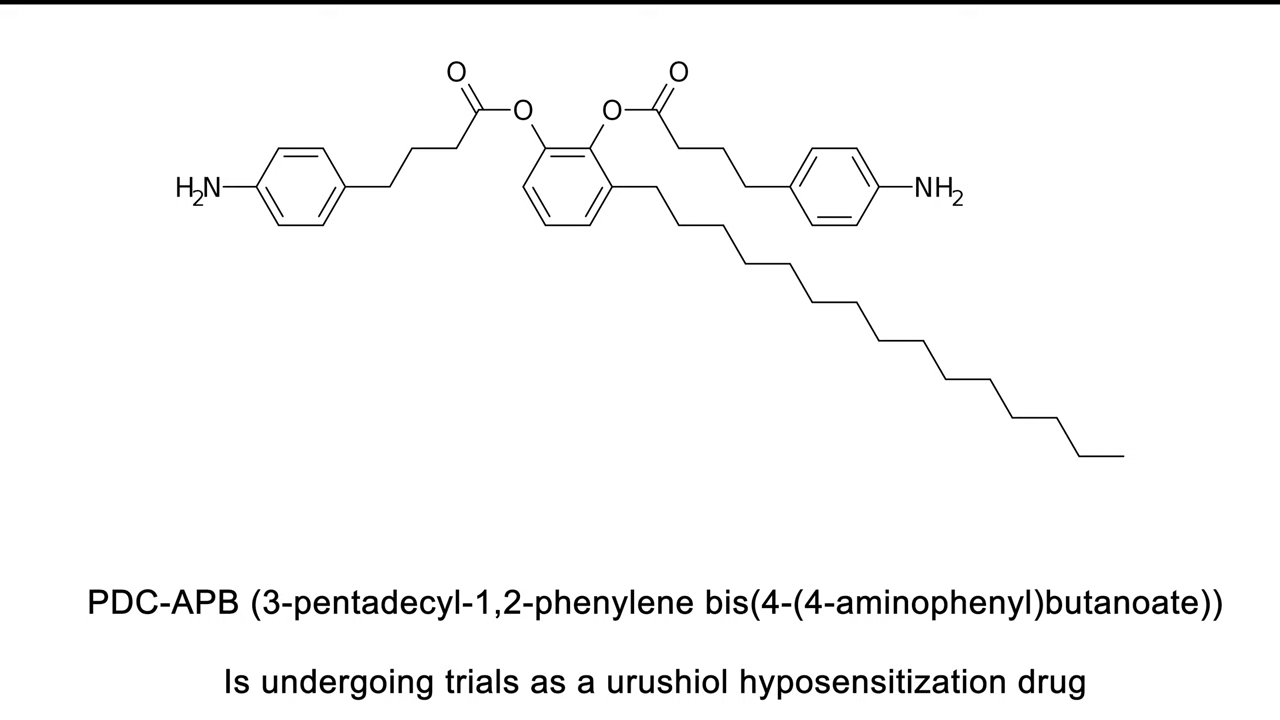 O O
O O
H2N NH2
PDC-APB (3-pentadecyl-1,2-phenylene bis(4-(4-aminophenyl)butanoate))
Is undergoing trials as a urushiol hyposensitization drug